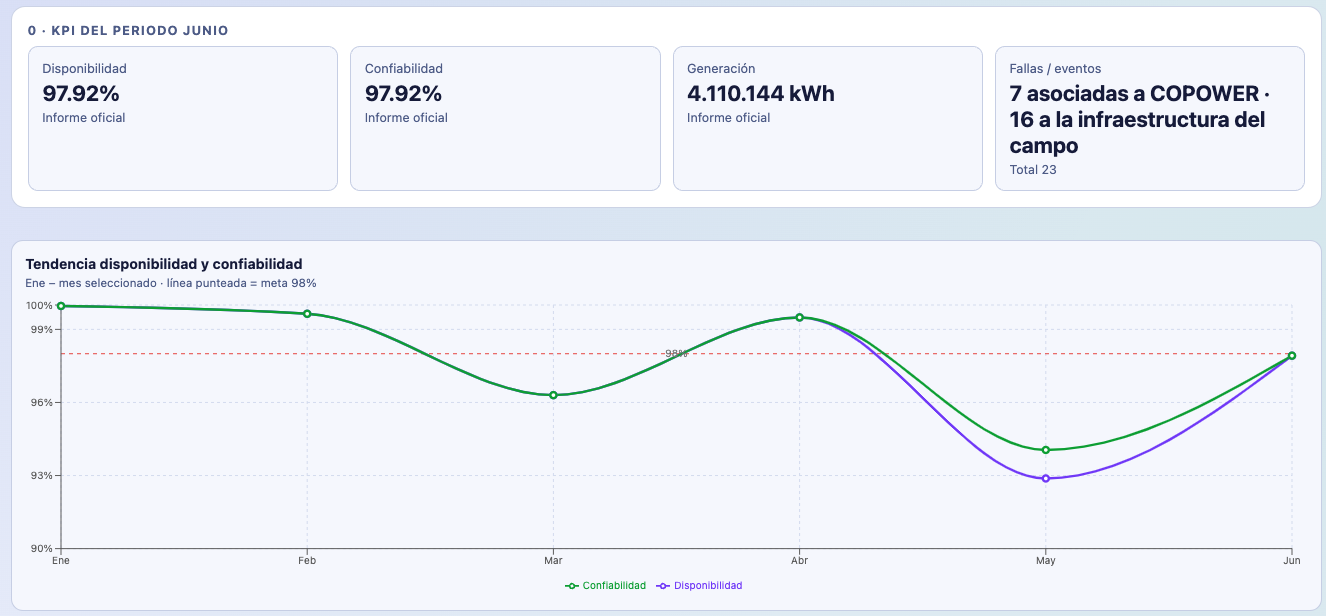 0 · KPI DEL PERIODO JUNIO
Disponibilidad
97.92%
Informe oficial
Confiabilidad
97.92%
Informe oficial
Generación
4.110.144 kWh
Informe oficial
Fallas / eventos
7 asociadas a COPOWER ·
16 a la infraestructura del
campo
Total 23
Tendencia disponibilidad y confiabilidad
Ene – mes seleccionado · línea punteada = meta 98%
100%
99%
98%
96%
93%
90%
Ene Feb Mar Abr May Jun
Confiabilidad Disponibilidad